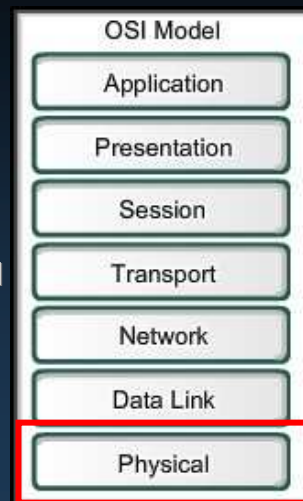 OSI Model
Application
Presentation
Session
Transport
Network
Data Link
Physical